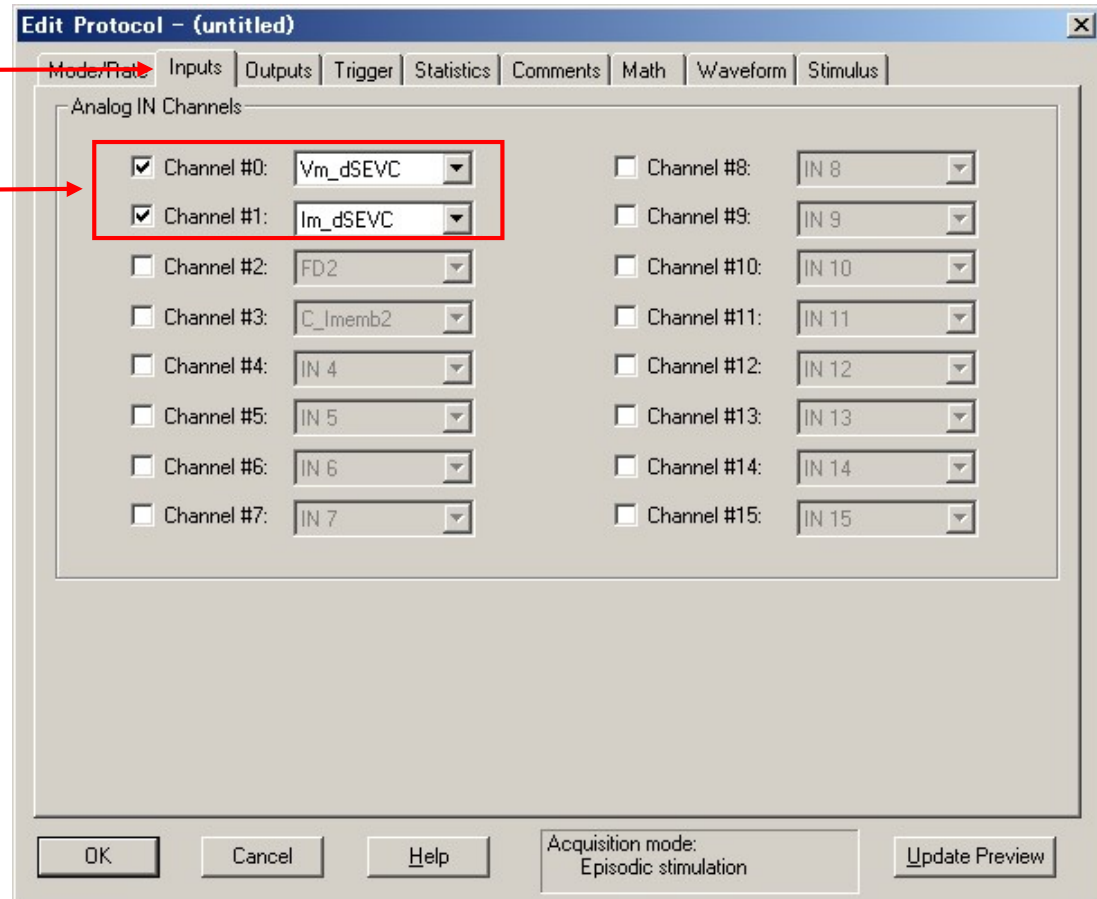 Edit Protocol - (untitled)
Mode/Rate Inputs Outputs Trigger Statistics Comments Math Waveform Stimulus
Analog IN Channels
Channel #0: Vm_dSEVC
Channel #1: Im_dSEVC
Channel #2: FD2
Channel #3: C_Imemb2
Channel #4: IN 4
Channel #5: IN 5
Channel #6: IN 6
Channel #7: IN 7
Channel #8: IN 8
Channel #9: IN 9
Channel #10: IN 10
Channel #11: IN 11
Channel #12: IN 12
Channel #13: IN 13
Channel #14: IN 14
Channel #15: IN 15
OK
Cancel
Help
Acquisition mode:
Episodic stimulation
Update Preview